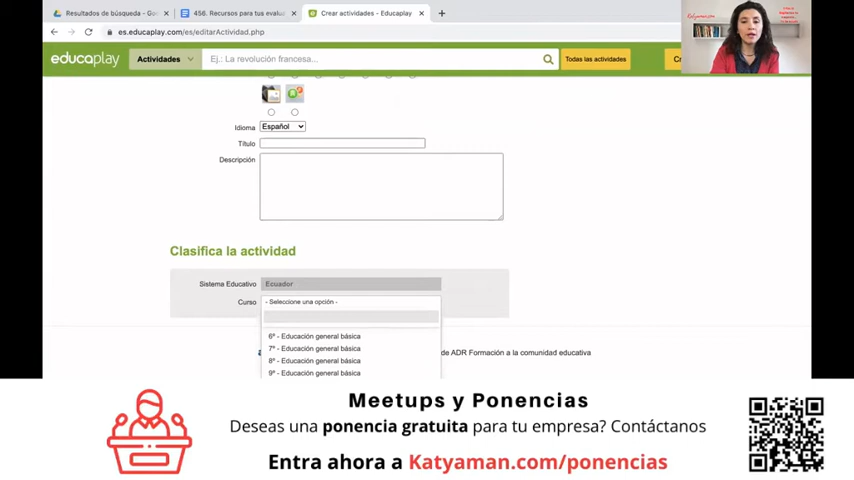 Resultados de búsqueda - Goo
456. Recursos para tus evalua
Crear actividades - Educaplay
es.educaplay.com/es/editarActividad.php
educaplay
Actividades
Ej.: La revolución francesa...
Todas las actividades
Idioma
Español
Título
Descripción
Clasifica la actividad
Sistema Educativo
Ecuador
Curso
- Seleccione una opción -
6º - Educación general básica
7º - Educación general básica
8º - Educación general básica
9º - Educación general básica
de ADR Formación a la comunidad educativa
Meetups y Ponencias
Deseas una ponencia gratuita para tu empresa? Contáctanos
Entra ahora a Katyaman.com/ponencias